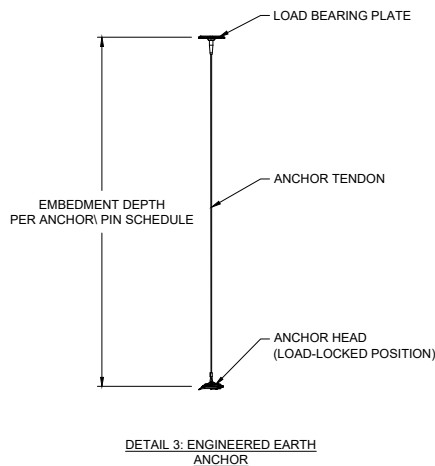 LOAD BEARING PLATE
EMBEDMENT DEPTH
PER ANCHOR\ PIN SCHEDULE
ANCHOR TENDON
ANCHOR HEAD
(LOAD-LOCKED POSITION)
DETAIL 3: ENGINEERED EARTH
ANCHOR